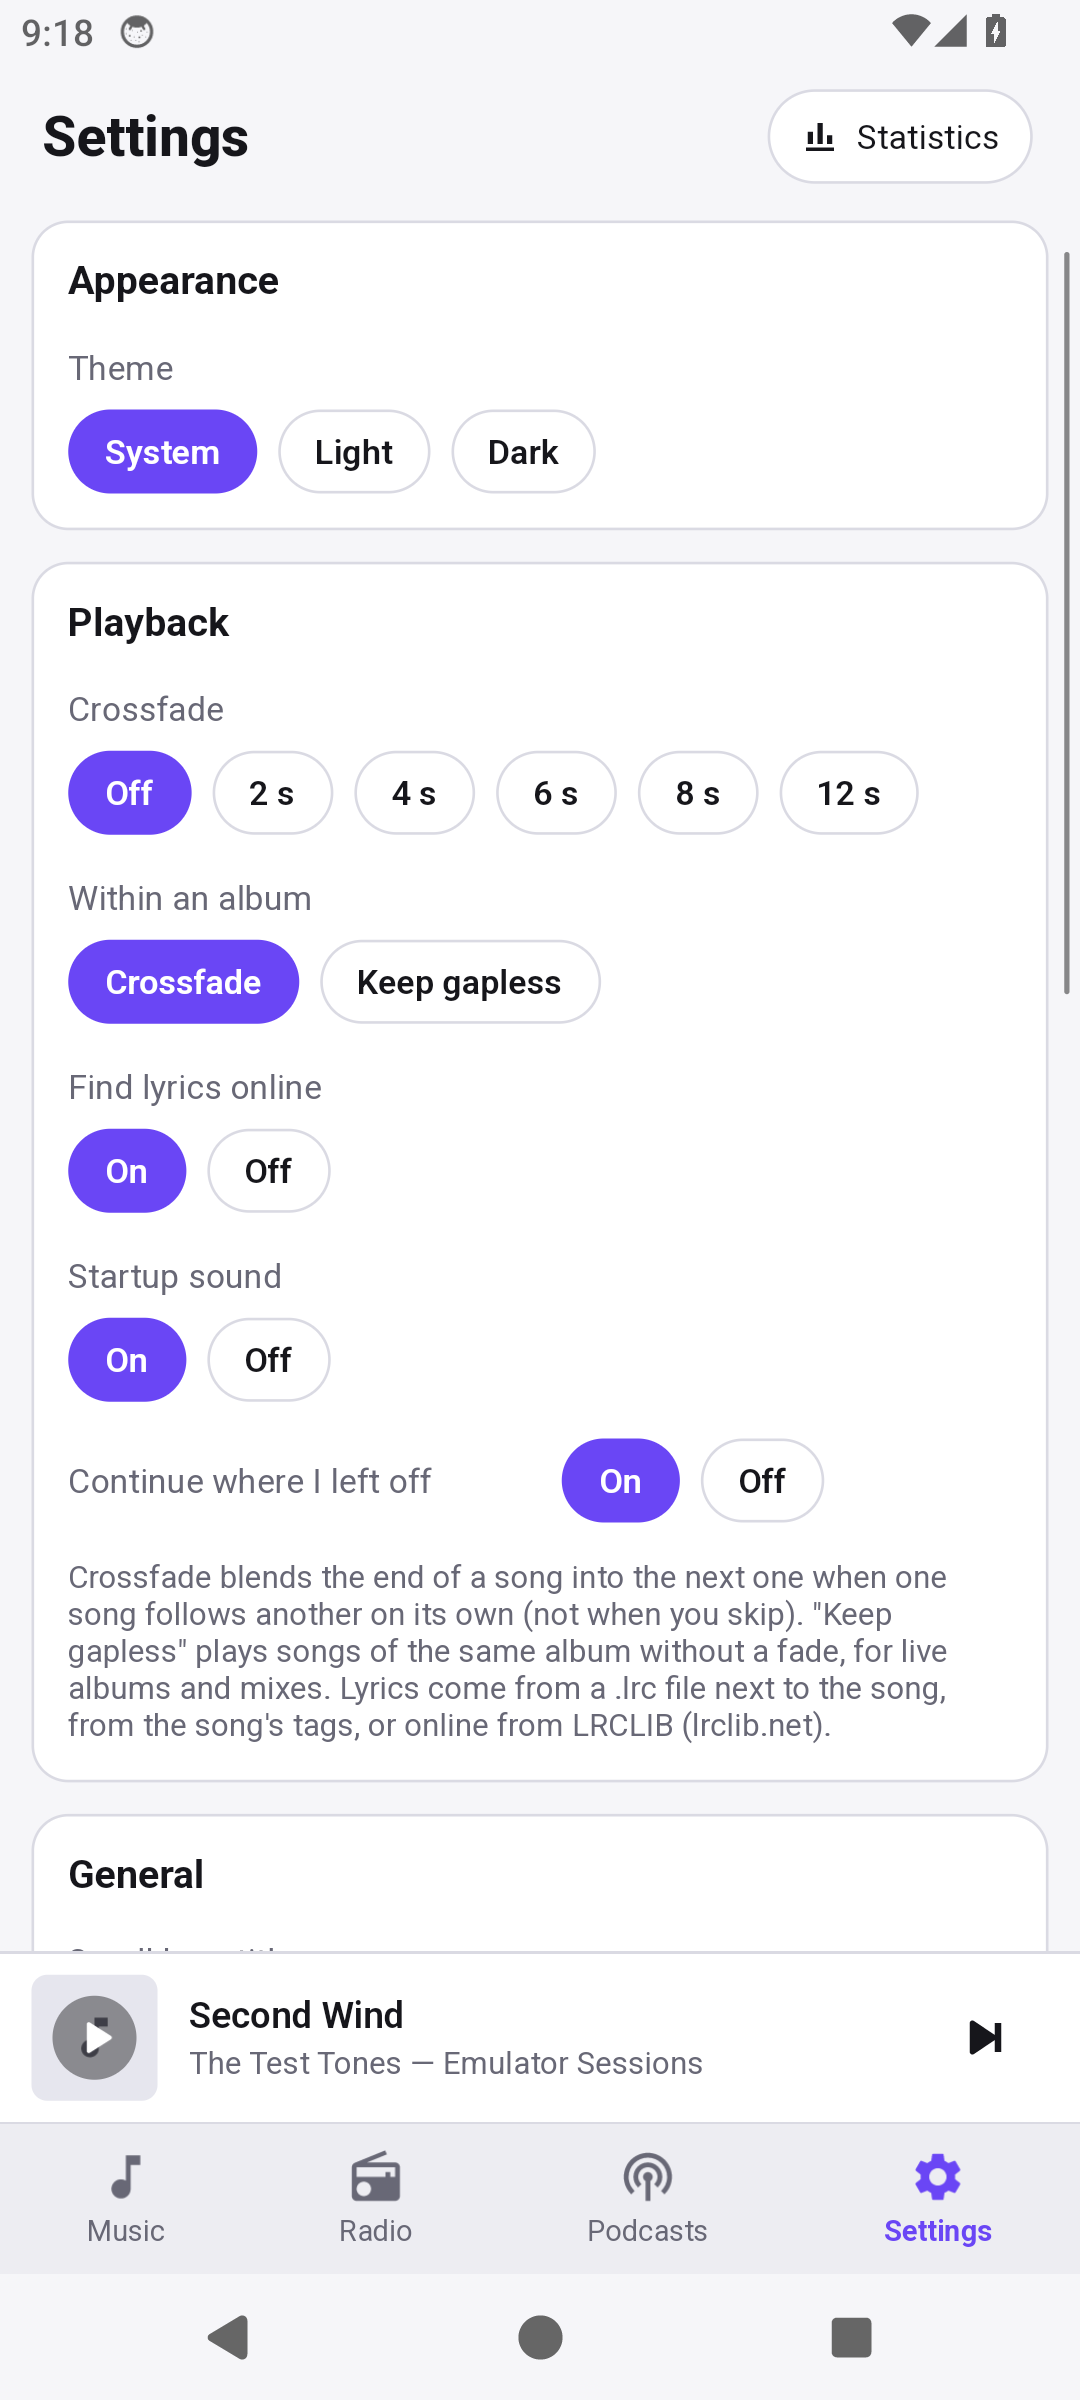 9:18
Settings
Statistics
Appearance
Theme
System Light Dark
Playback
Crossfade
Off 2 s 4 s 6 s 8 s 12 s
Within an album
Crossfade Keep gapless
Find lyrics online
On Off
Startup sound
On Off
Continue where I left off On Off
Crossfade blends the end of a song into the next one when one
song follows another on its own (not when you skip). "Keep
gapless" plays songs of the same album without a fade, for live
albums and mixes. Lyrics come from a .lrc file next to the song,
from the song's tags, or online from LRCLIB (lrclib.net).
General
Second Wind
The Test Tones — Emulator Sessions
Music Radio Podcasts Settings